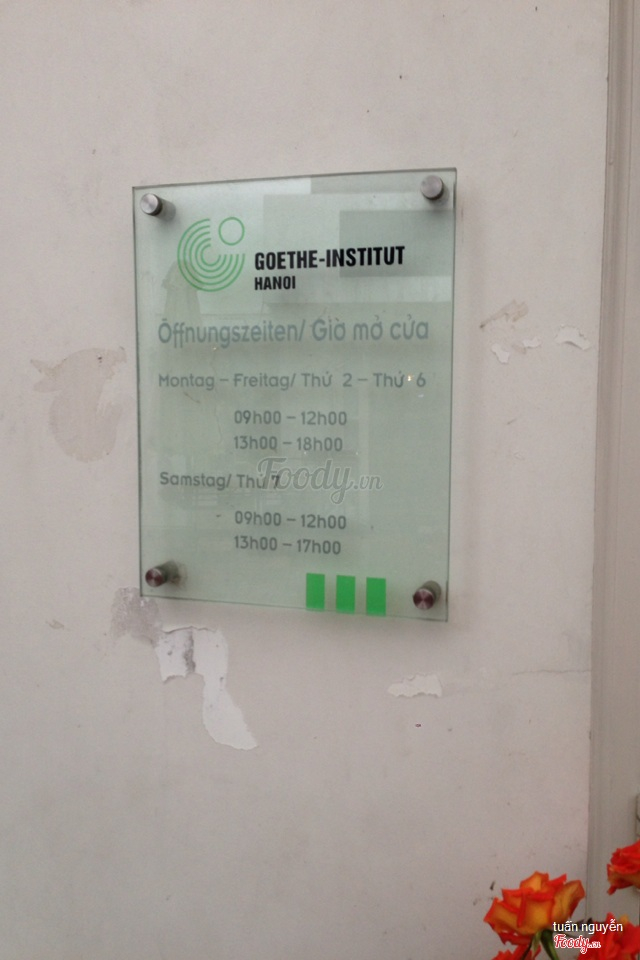 GOETHE-INSTITUT
HANOI
Öffnungszeiten/ Giờ mở cửa
Montag – Freitag/ Thứ 2 – Thứ 6
09h00 – 12h00
13h00 – 18h00
Samstag/ Thứ 7
Foody.vn
09h00 – 12h00
13h00 – 17h00
tuấn nguyễn
Foody.vn